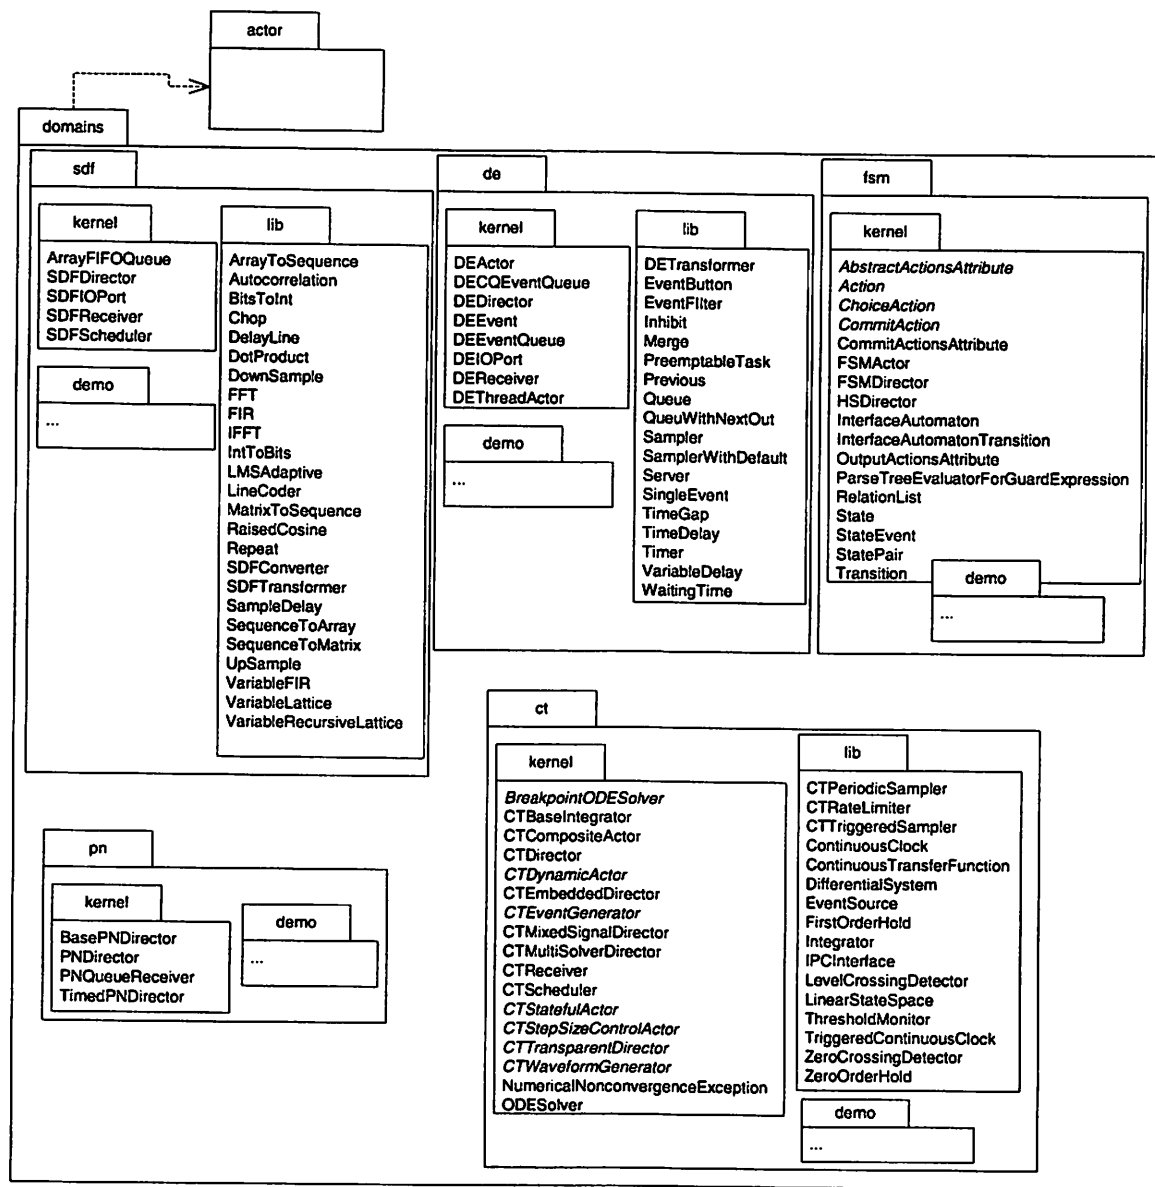 actor
domains
sdf
kernel
ArrayFIFOQueue
SDFDirector
SDFIOPort
SDFReceiver
SDFScheduler
demo
...
lib
ArrayToSequence
Autocorrelation
BitsToInt
Chop
DelayLine
DotProduct
DownSample
FFT
FIR
IFFT
IntToBits
LMSAdaptive
LineCoder
MatrixToSequence
RaisedCosine
Repeat
SDFConverter
SDFTransformer
SampleDelay
SequenceToArray
SequenceToMatrix
UpSample
VariableFIR
VariableLattice
VariableRecursiveLattice
de
kernel
DEActor
DECQEventQueue
DEDirector
DEEvent
DEEventQueue
DEIOPort
DEReceiver
DEThreadActor
demo
...
lib
DETransformer
EventButton
EventFilter
Inhibit
Merge
PreemptableTask
Previous
Queue
QueuWithNextOut
Sampler
SamplerWithDefault
Server
SingleEvent
TimeGap
TimeDelay
Timer
VariableDelay
WaitingTime
fsm
kernel
AbstractActionsAttribute
Action
ChoiceAction
CommitAction
CommitActionsAttribute
FSMActor
FSMDirector
HSDirector
InterfaceAutomaton
InterfaceAutomatonTransition
OutputActionsAttribute
ParseTreeEvaluatorForGuardExpression
RelationList
State
StateEvent
StatePair
Transition
demo
...
pn
kernel
BasePNDirector
PNDirector
PNQueueReceiver
TimedPNDirector
demo
...
ct
kernel
BreakpointODESolver
CTBaseIntegrator
CTCompositeActor
CTDirector
CTDynamicActor
CTEmbeddedDirector
CTEventGenerator
CTMixedSignalDirector
CTMultiSolverDirector
CTReceiver
CTScheduler
CTStatefulActor
CTStepSizeControlActor
CTTransparentDirector
CTWaveformGenerator
NumericalNonconvergenceException
ODESolver
lib
CTPeriodicSampler
CTRateLimiter
CTTriggeredSampler
ContinuousClock
ContinuousTransferFunction
DifferentialSystem
EventSource
FirstOrderHold
Integrator
IPCInterface
LevelCrossingDetector
LinearStateSpace
ThresholdMonitor
TriggeredContinuousClock
ZeroCrossingDetector
ZeroOrderHold
demo
...